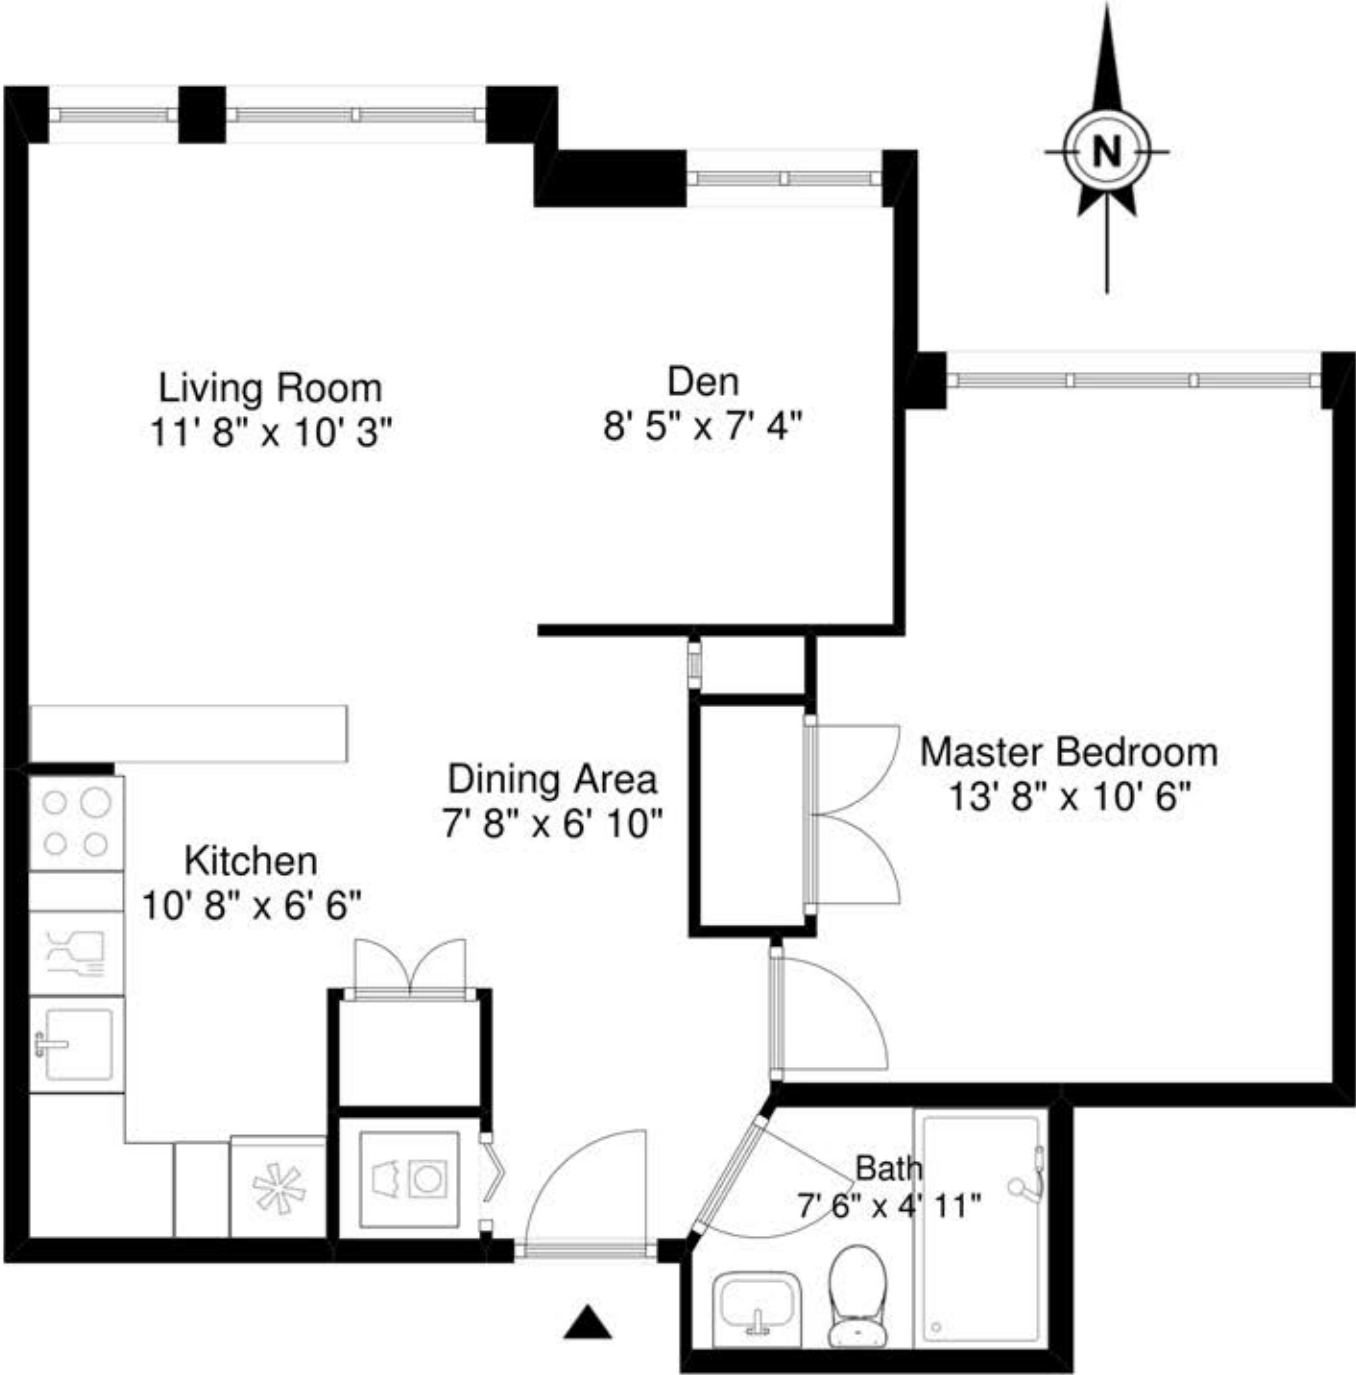 N
Living Room
11' 8" x 10' 3"
Den
8' 5" x 7' 4"
Master Bedroom
13' 8" x 10' 6"
Dining Area
7' 8" x 6' 10"
Kitchen
10' 8" x 6' 6"
Bath
7' 6" x 4' 11"